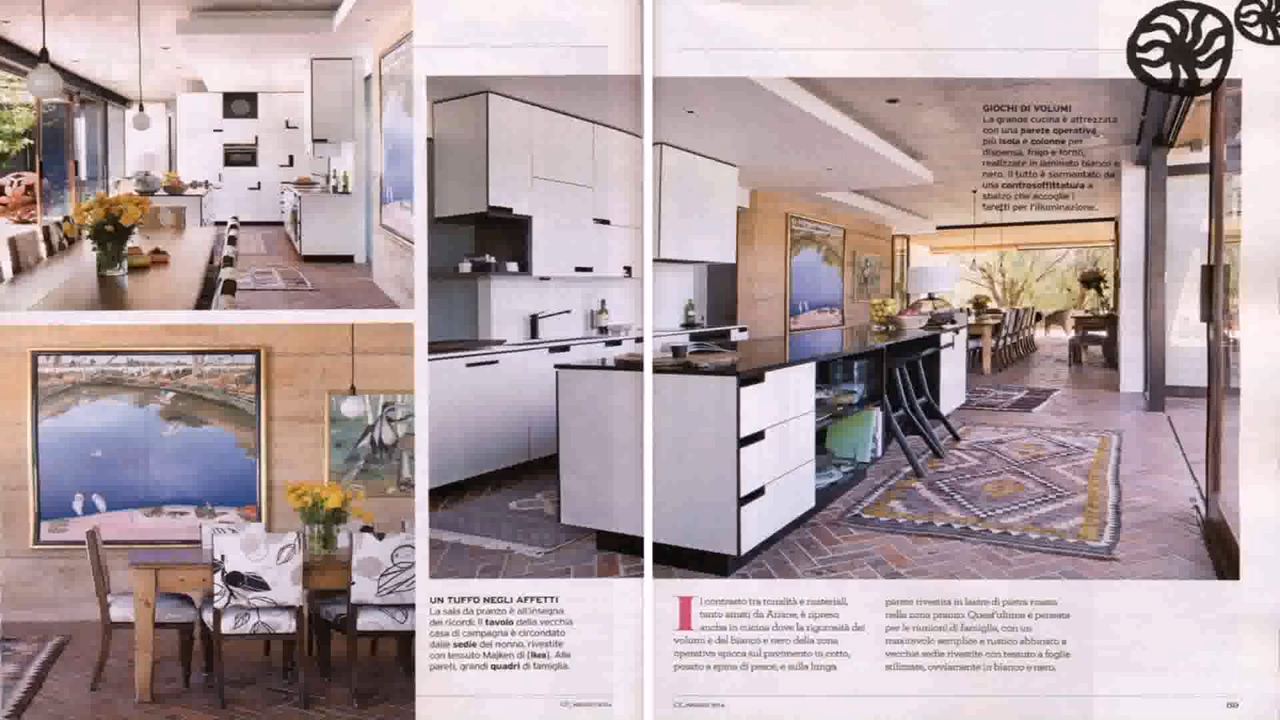 GIOCHI DI VOLUMI
La grande cucina è attrezzata
con una parete operativa
più isola e colonne per
dispensa, frigo e forno,
realizzate in laminato bianco e
nero. Il tutto è sormontato da
una controsoffittatura a
sbalzo che accoglie i
faretti per l'illuminazione.
UN TUFFO NEGLI AFFETTI
La sala da pranzo è all'insegna
dei ricordi. Il tavolo della vecchia
casa di campagna è circondato
dalle sedie del nonno, rivestite
con tessuto Majken di (Ikea). Alle
pareti, grandi quadri di famiglia.
Il contrasto tra tonalità e materiali,
tanto amati da Ariane, è ripreso
anche in cucina dove la rigorosità dei
volumi e del bianco e nero della zona
operativa spicca sul pavimento in cotto,
posato a spina di pesce, e sulla lunga
parete rivestita in lastre di pietra rossa
nella zona pranzo. Quest'ultima è pensata
per le riunioni di famiglia, con un
maxitavolo semplice e rustico abbinato a
vecchie sedie rivestite con tessuto a foglie
stilizzate, ovviamente in bianco e nero.
69